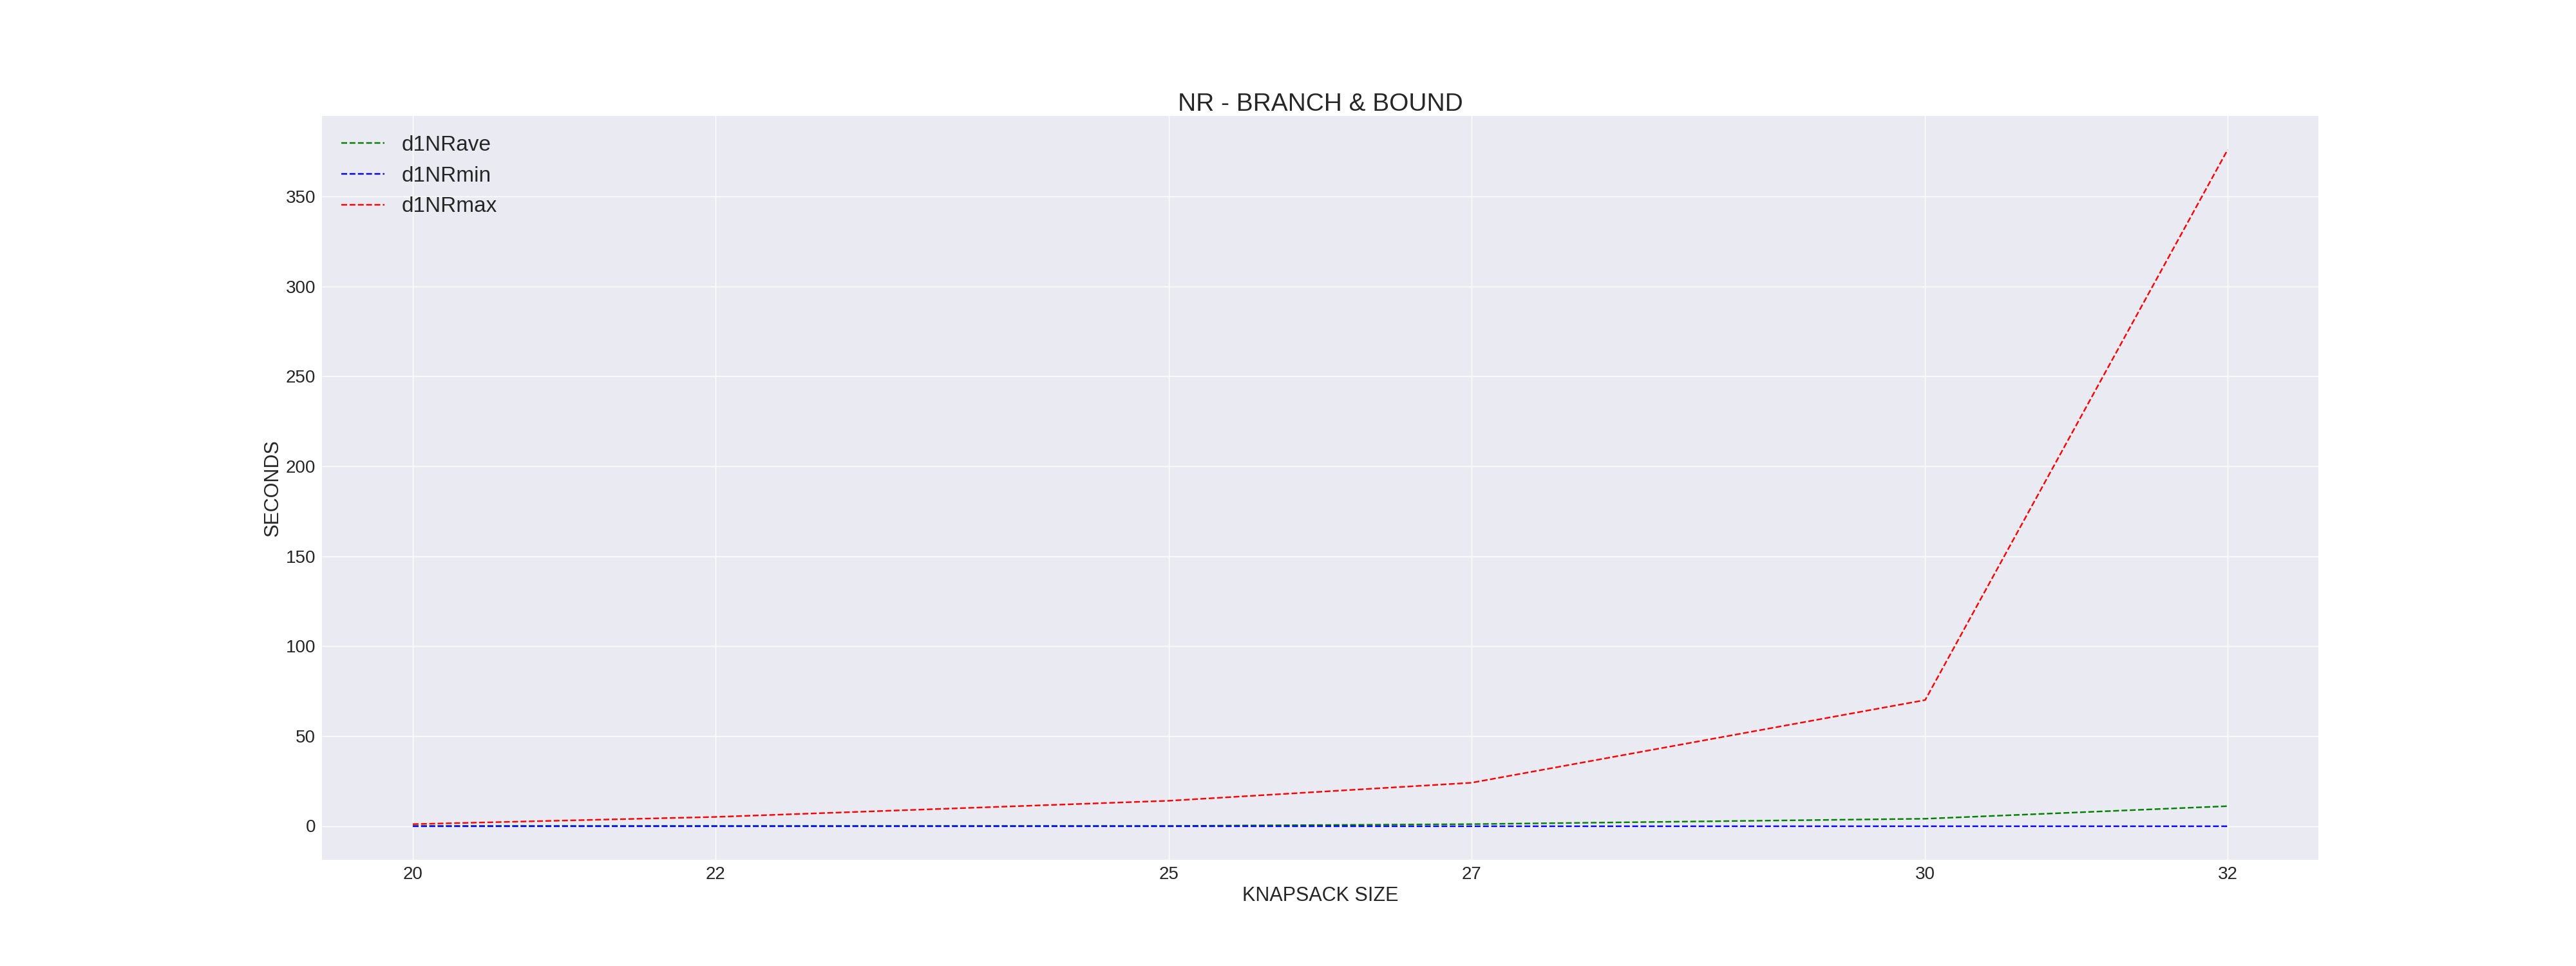 NR - BRANCH & BOUND
d1NRave
d1NRmin
d1NRmax
350
300
250
200
150
100
50
0
SECONDS
20 22 25 27 30 32
KNAPSACK SIZE